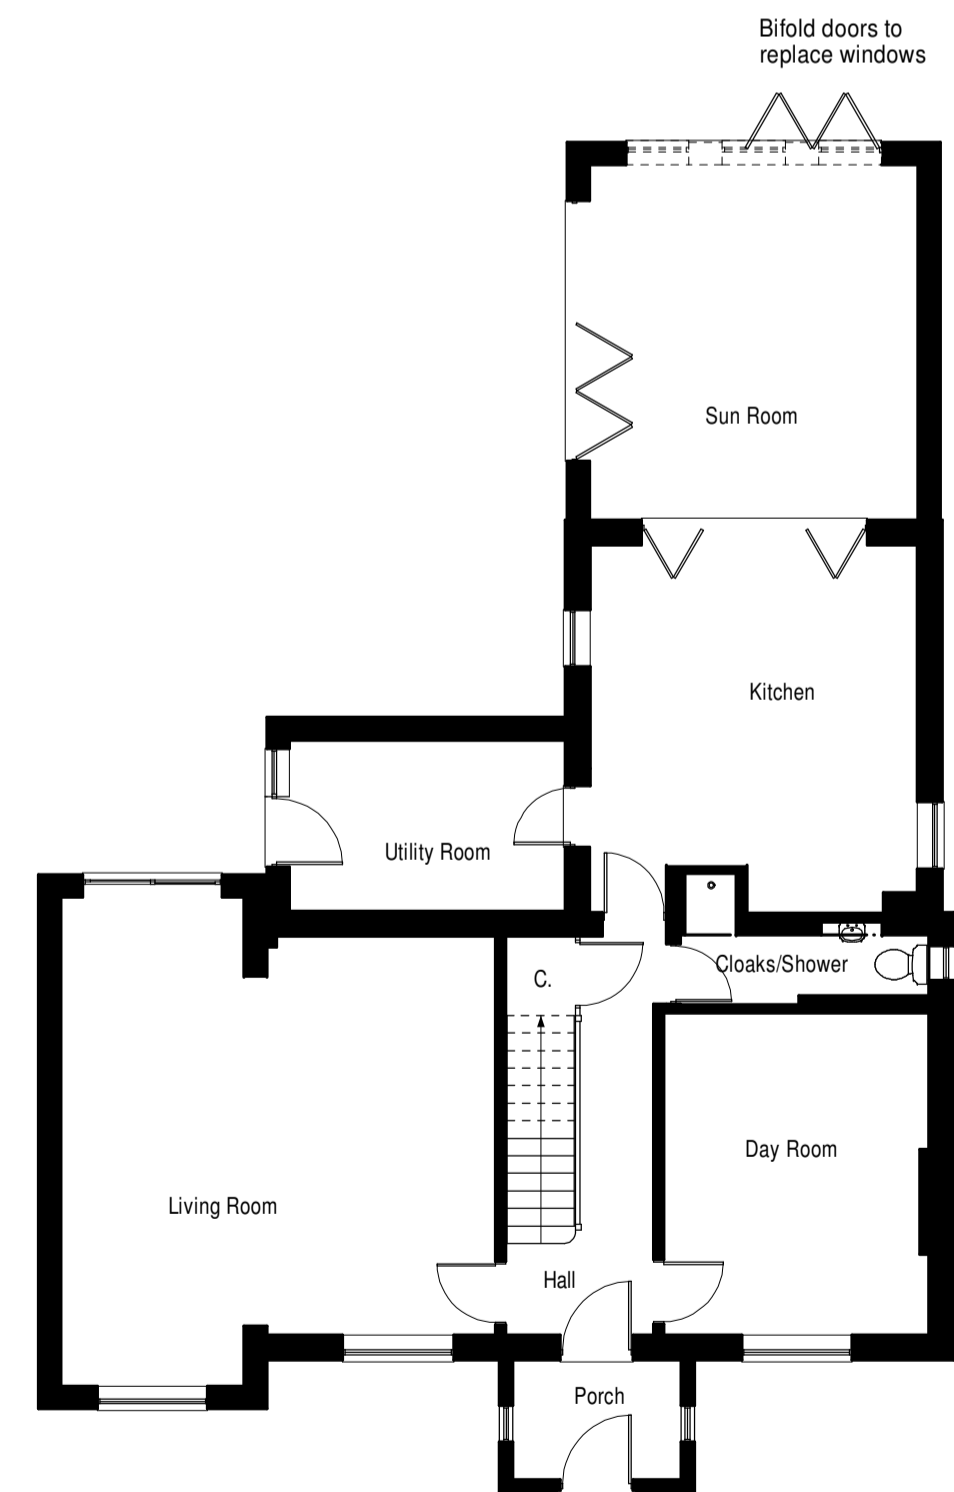 Bifold doors to
replace windows
Sun Room
Kitchen
Utility Room
Cloaks/Shower
C.
Day Room
Living Room
Hall
Porch